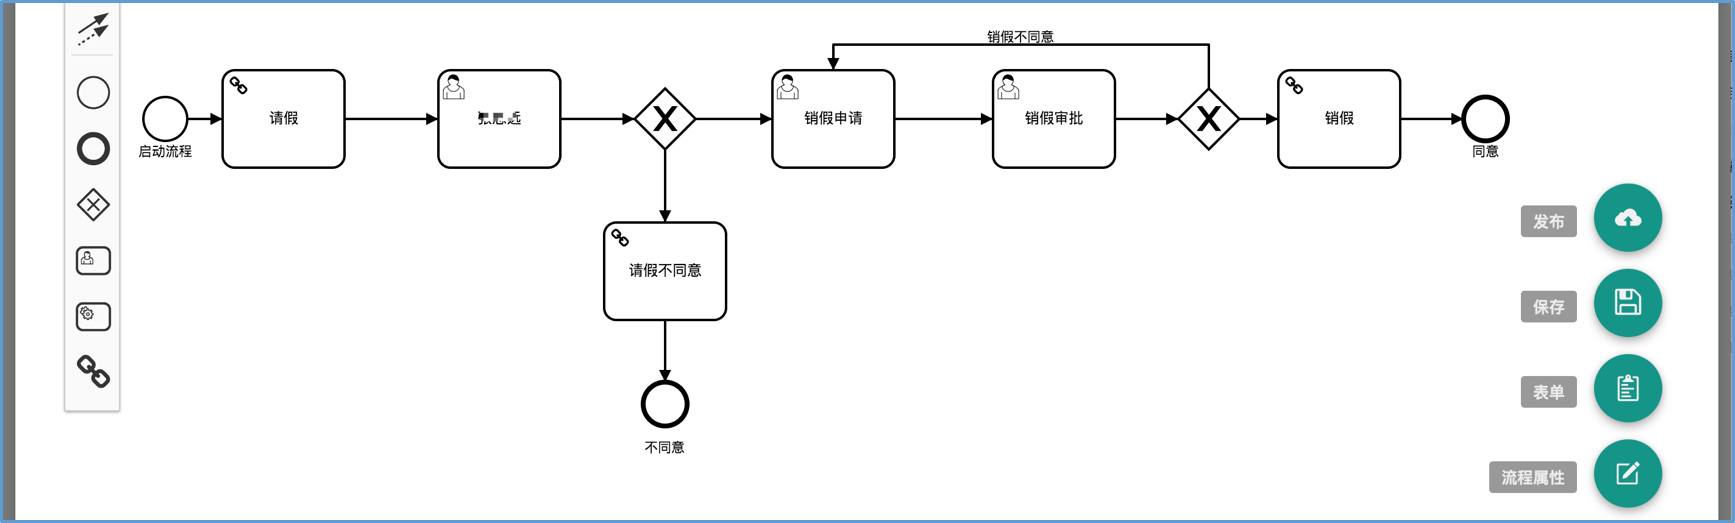 销假不同意
请假
销假申请
销假审批
销假
启动流程
同意
请假不同意
不同意
发布
保存
表单
流程属性